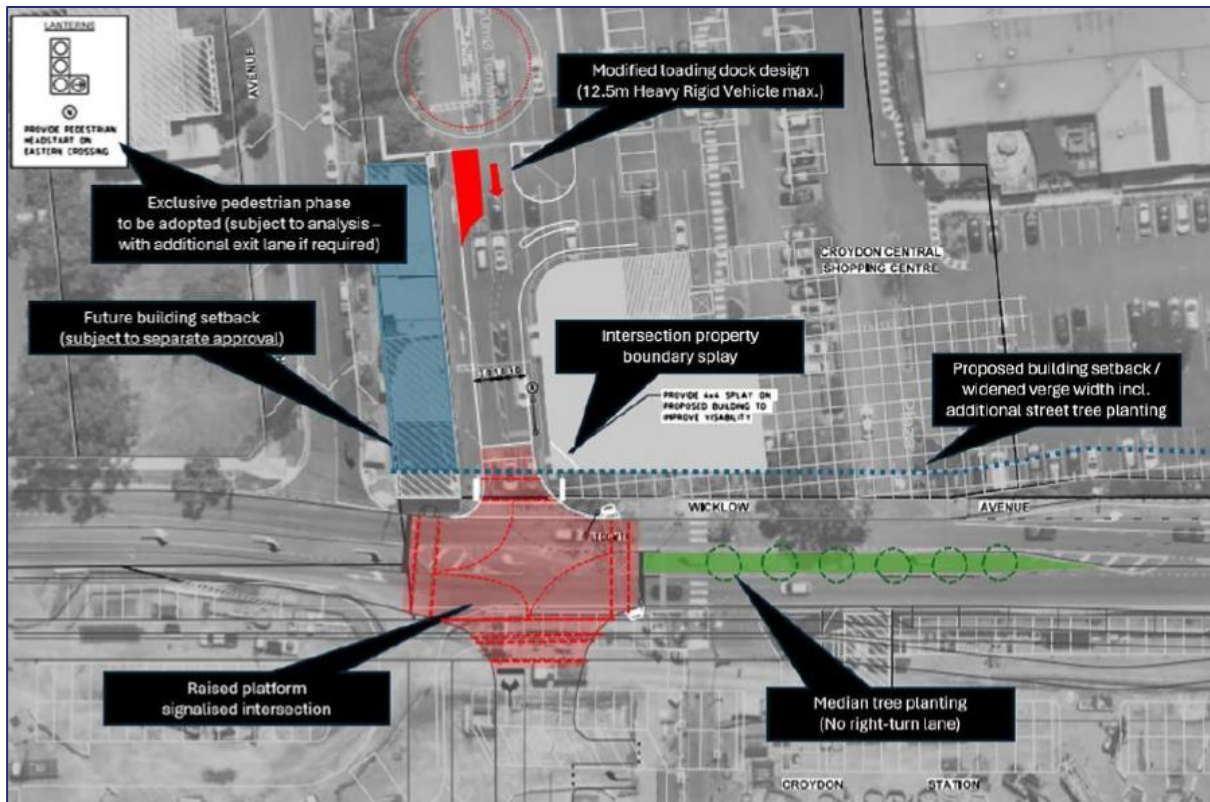 LANTERNS
PROVIDE PEDESTRIAN
HEADSTART ON
EASTERN CROSSING
AVENUE
Modified loading dock design
(12.5m Heavy Rigid Vehicle max.)
Exclusive pedestrian phase
to be adopted (subject to analysis –
with additional exit lane if required)
CROYDON CENTRAL
SHOPPING CENTRE
Future building setback
(subject to separate approval)
Intersection property
boundary splay
PROVIDE 4x4 SPLAY ON
PROPOSED BUILDING TO
IMPROVE VISABILITY
Proposed building setback /
widened verge width incl.
additional street tree planting
WICKLOW
AVENUE
Raised platform
signalised intersection
Median tree planting
(No right-turn lane)
CROYDON
STATION